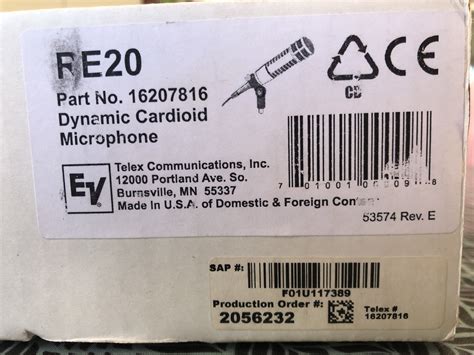 RE20
Part No. 16207816
Dynamic Cardioid
Microphone
CE
EV
Telex Communications, Inc.
12000 Portland Ave. So.
Burnsville, MN 55337
Made in U.S.A. of Domestic & Foreign
53574 Rev. E
SAP #:
F01U117389
Production Order #:
2056232
Telex #
16207816